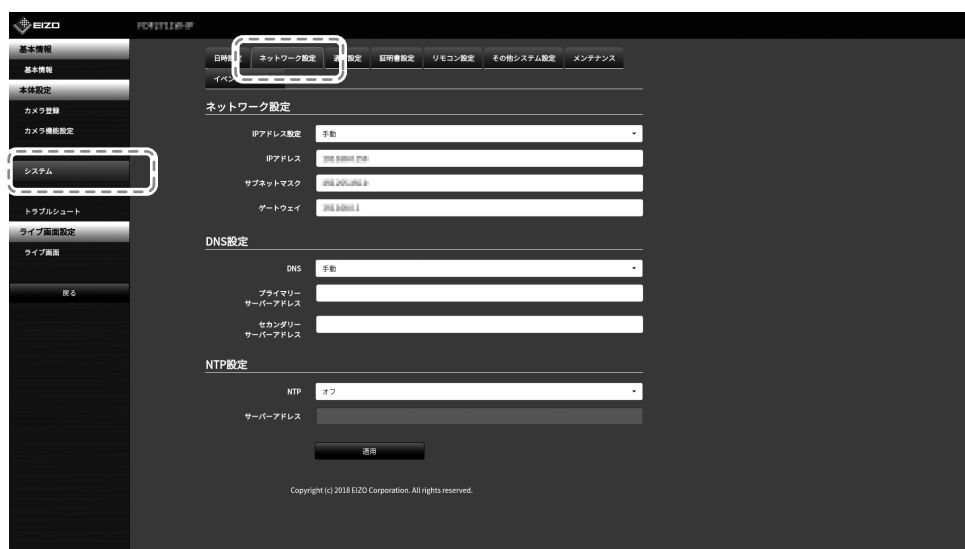 EIZO
基本情報
基本情報
本体設定
カメラ登録
カメラ機能設定
システム
トラブルシュート
ライブ画面設定
ライブ画面
戻る
ネットワーク設定 証明書設定 リモコン設定 その他システム設定 メンテナンス
ネットワーク設定
IPアドレス設定 手動
IPアドレス
サブネットマスク
ゲートウェイ
DNS設定
DNS 手動
プライマリー
サーバーアドレス
セカンダリー
サーバーアドレス
NTP設定
NTP オフ
サーバーアドレス
適用
Copyright (c) 2018 EIZO Corporation. All rights reserved.